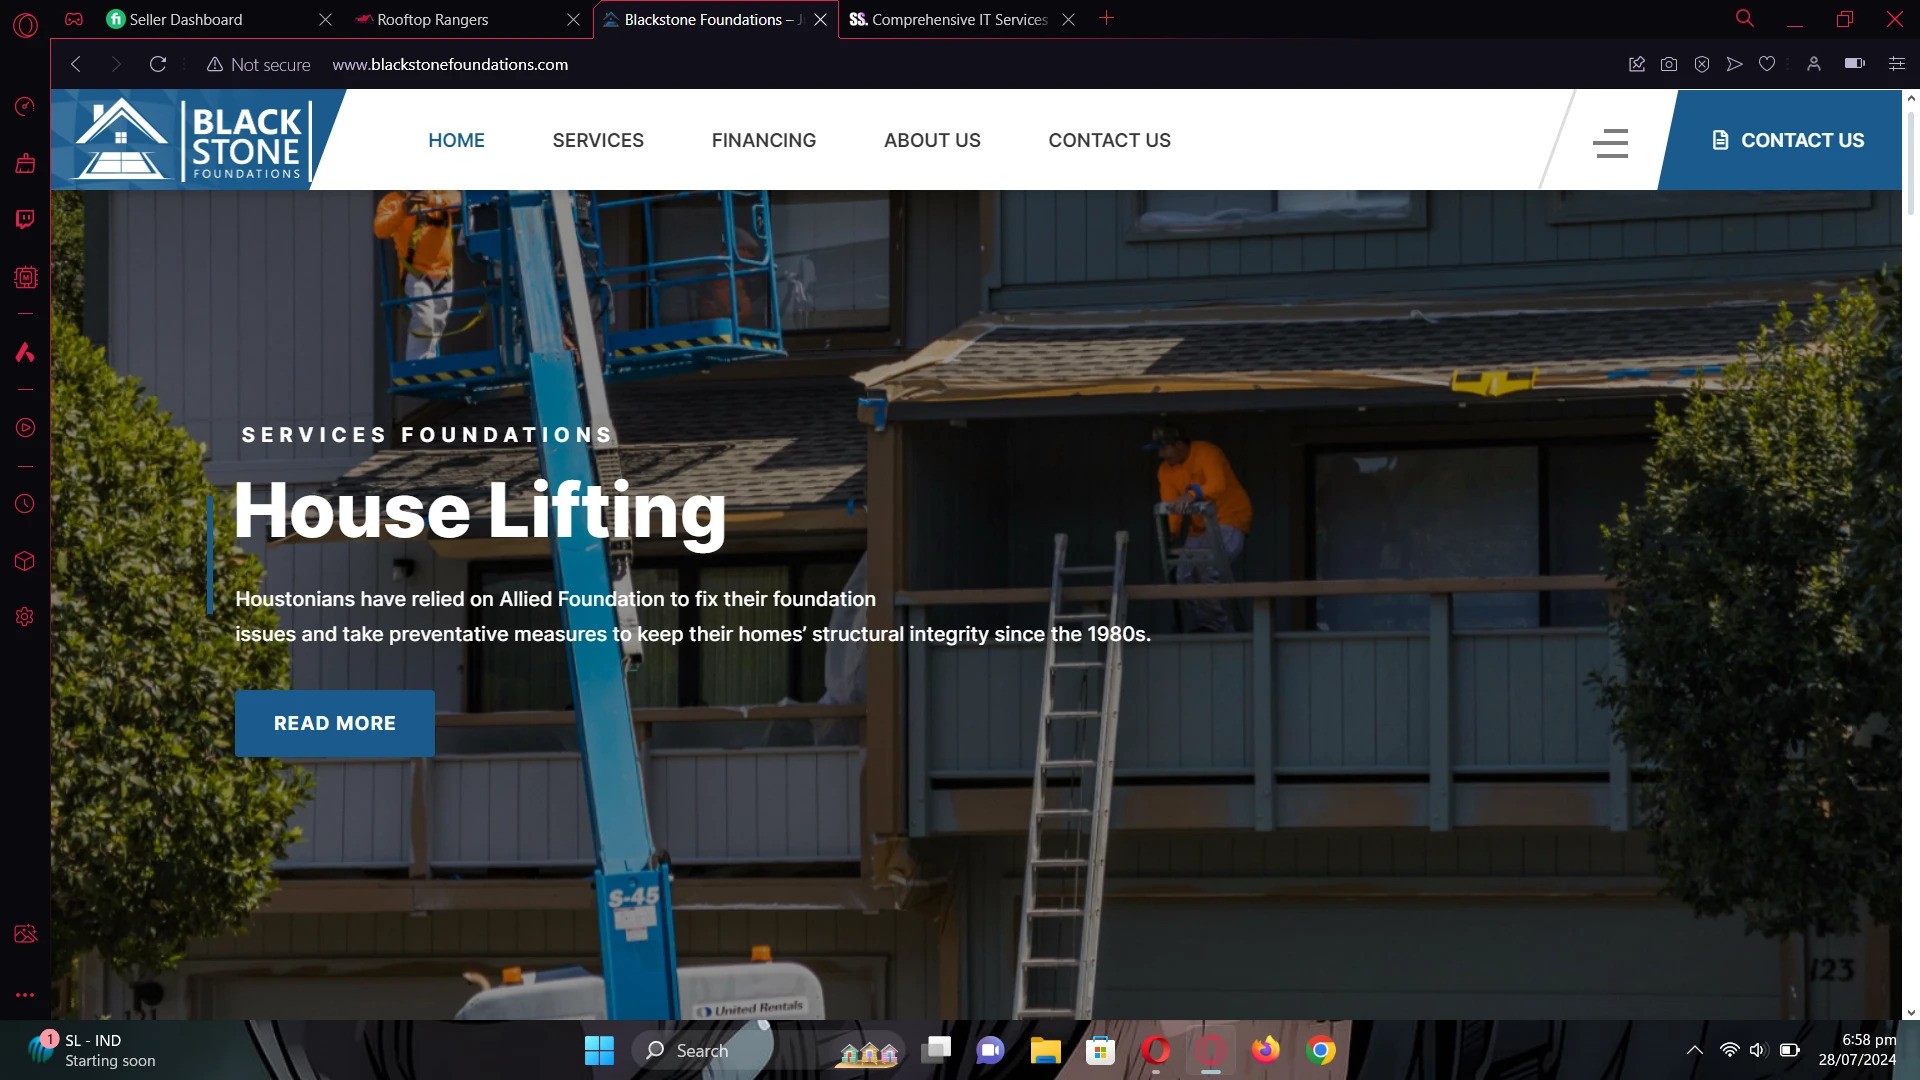 Seller Dashboard
Rooftop Rangers
Blackstone Foundations –
SS. Comprehensive IT Services
Not secure
www.blackstonefoundations.com
BLACK
STONE
FOUNDATIONS
HOME
SERVICES
FINANCING
ABOUT US
CONTACT US
CONTACT US
SERVICES FOUNDATIONS
House Lifting
Houstonians have relied on Allied Foundation to fix their foundation
issues and take preventative measures to keep their homes’ structural integrity since the 1980s.
READ MORE
S-45
United Rentals
123
1
SL - IND
Starting soon
Search
6:58 pm
28/07/2024